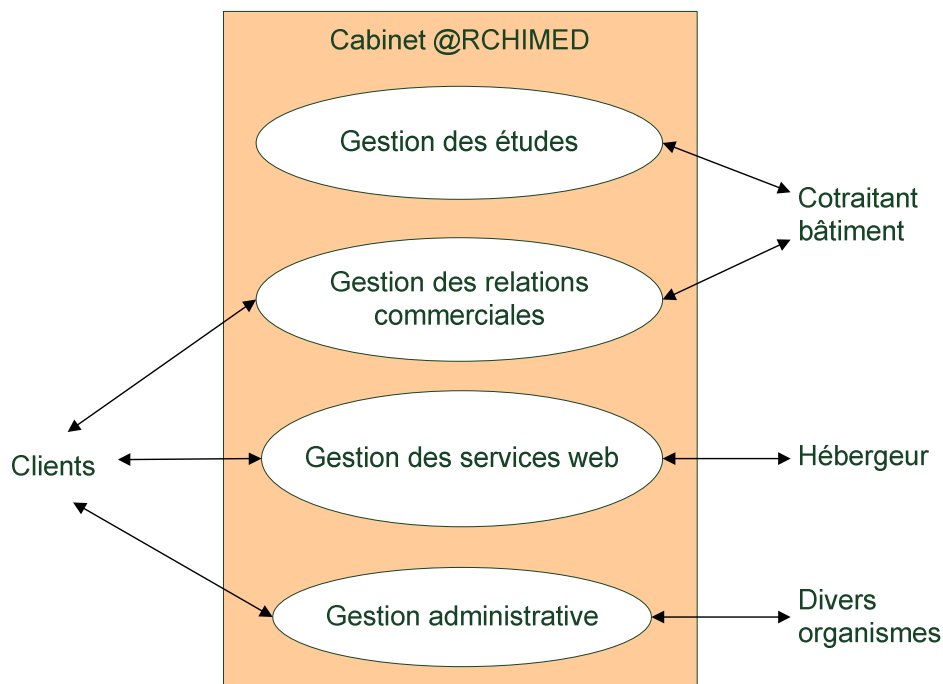 Cabinet @RCHIMED
Gestion des études
Cotraitant
bâtiment
Gestion des relations
commerciales
Clients
Gestion des services web
Hébergeur
Gestion administrative
Divers
organismes